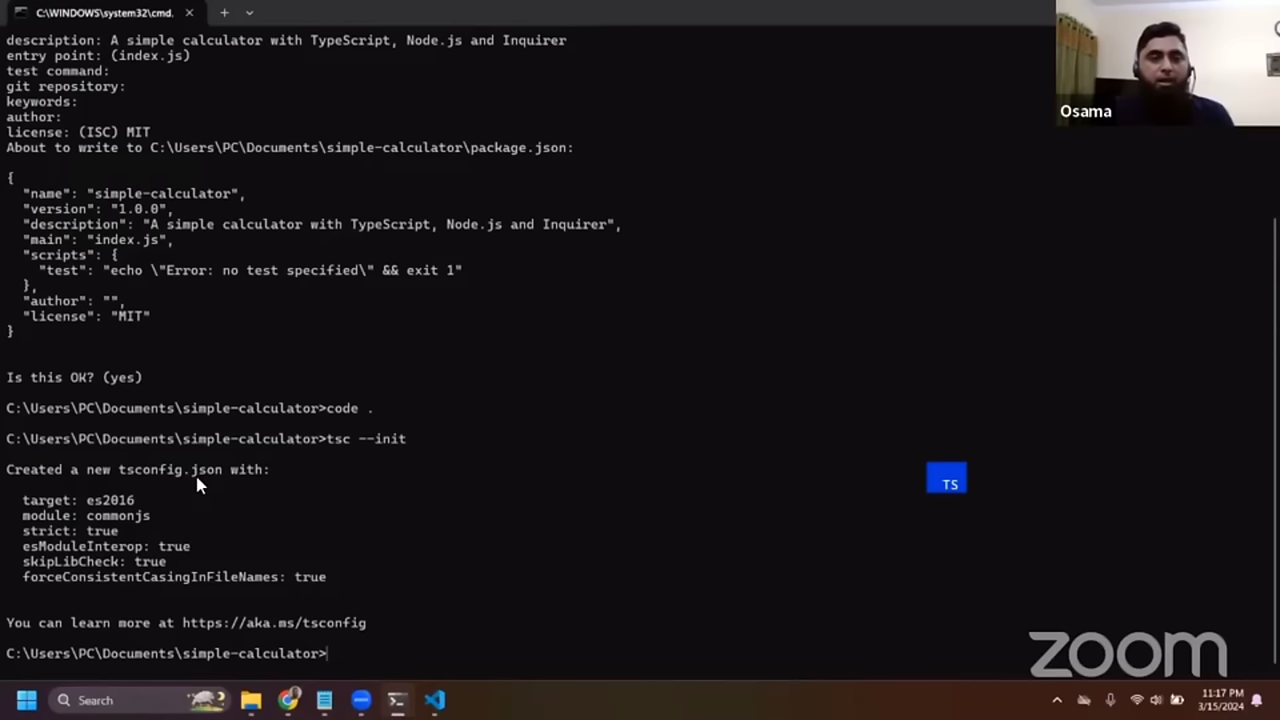 C:\WINDOWS\system32\cmd.
description: A simple calculator with TypeScript, Node.js and Inquirer
entry point: (index.js)
test command:
git repository:
keywords:
author:
license: (ISC) MIT
About to write to C:\Users\PC\Documents\simple-calculator\package.json:
{
"name": "simple-calculator",
"version": "1.0.0",
"description": "A simple calculator with TypeScript, Node.js and Inquirer",
"main": "index.js",
"scripts": {
"test": "echo \"Error: no test specified\" && exit 1"
},
"author": "",
"license": "MIT"
}
Is this OK? (yes)
C:\Users\PC\Documents\simple-calculator>code .
C:\Users\PC\Documents\simple-calculator>tsc --init
Created a new tsconfig.json with:
target: es2016
module: commonjs
strict: true
esModuleInterop: true
skipLibCheck: true
forceConsistentCasingInFileNames: true
You can learn more at https://aka.ms/tsconfig
C:\Users\PC\Documents\simple-calculator>
Osama
TS
zoom
Search
11:17 PM
3/15/2024